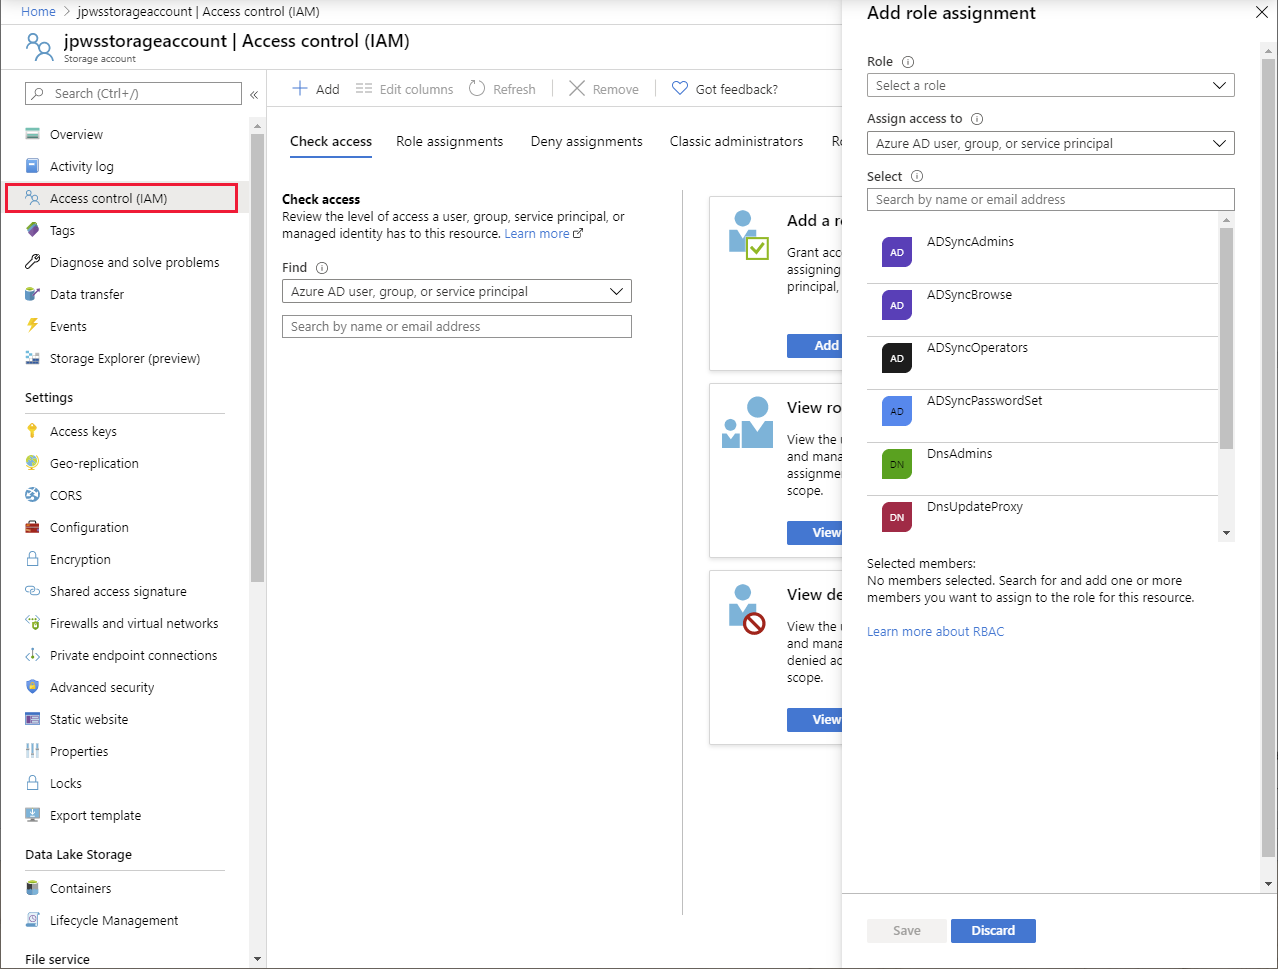 Home > jpwsstorageaccount | Access control (IAM)
jpwsstorageaccount | Access control (IAM)
Storage account
Search (Ctrl+/)
«
Overview
Activity log
Access control (IAM)
Tags
Diagnose and solve problems
Data transfer
Events
Storage Explorer (preview)
Settings
Access keys
Geo-replication
CORS
Configuration
Encryption
Shared access signature
Firewalls and virtual networks
Private endpoint connections
Advanced security
Static website
Properties
Locks
Export template
Data Lake Storage
Containers
Lifecycle Management
File service
Add
Edit columns
Refresh
Remove
Got feedback?
Check access
Role assignments
Deny assignments
Classic administrators
Ro
Check access
Review the level of access a user, group, service principal, or
managed identity has to this resource. Learn more
Find
Azure AD user, group, or service principal
Search by name or email address
Add a r
Grant acc
assigning
principal,
Add
View ro
View the
and mana
assignmen
scope.
View
View de
View the
and mana
denied ac
scope.
View
Add role assignment
Role
Select a role
Assign access to
Azure AD user, group, or service principal
Select
Search by name or email address
AD
ADSyncAdmins
AD
ADSyncBrowse
AD
ADSyncOperators
AD
ADSyncPasswordSet
DN
DnsAdmins
DN
DnsUpdateProxy
Selected members:
No members selected. Search for and add one or more
members you want to assign to the role for this resource.
Learn more about RBAC
Save
Discard